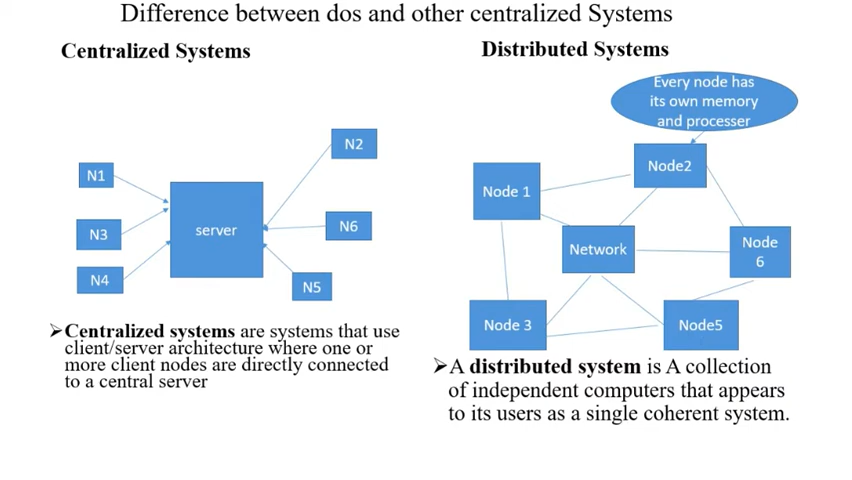 Difference between dos and other centralized Systems
Centralized Systems
N1
N3
N4
server
N2
N6
N5
➢Centralized systems are systems that use
client/server architecture where one or
more client nodes are directly connected
to a central server
Distributed Systems
Every node has
its own memory
and processer
Node 1
Node2
Network
Node
6
Node 3
Node5
➢A distributed system is A collection
of independent computers that appears
to its users as a single coherent system.